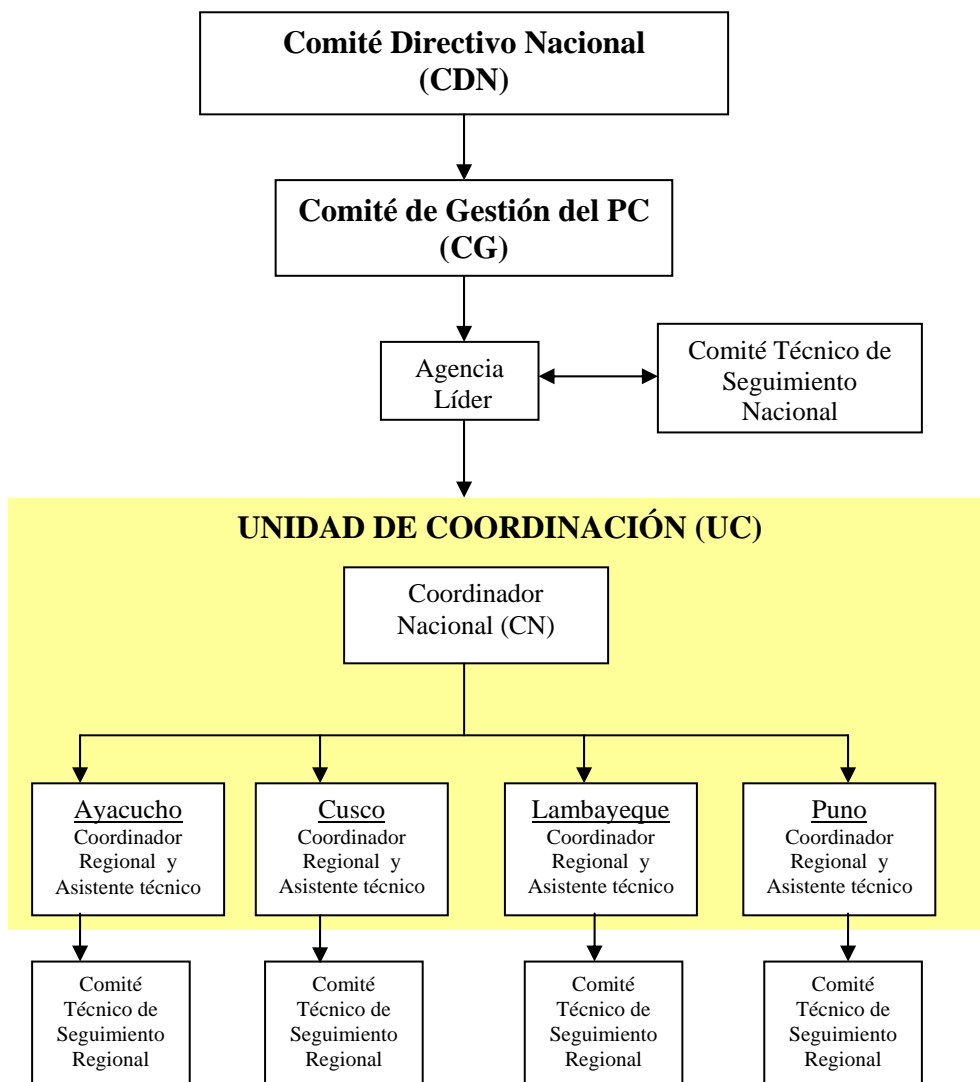 Comité Directivo Nacional
(CDN)
Comité de Gestión del PC
(CG)
Agencia
Líder
Comité Técnico de
Seguimiento
Nacional
UNIDAD DE COORDINACIÓN (UC)
Coordinador
Nacional (CN)
Ayacucho
Coordinador
Regional y
Asistente técnico
Cusco
Coordinador
Regional y
Asistente técnico
Lambayeque
Coordinador
Regional y
Asistente técnico
Puno
Coordinador
Regional y
Asistente técnico
Comité
Técnico de
Seguimiento
Regional
Comité
Técnico de
Seguimiento
Regional
Comité
Técnico de
Seguimiento
Regional
Comité
Técnico de
Seguimiento
Regional